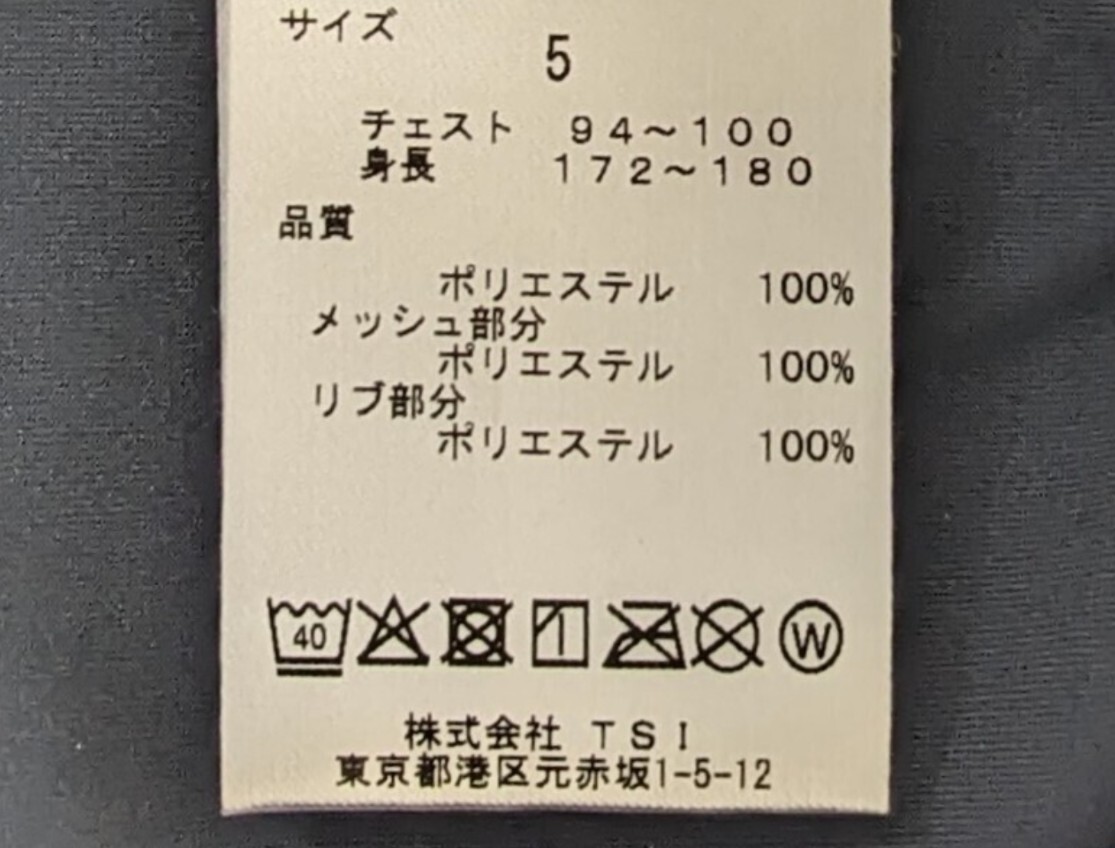 サイズ
5
チェスト 94～100
身長 172～180
品質
ポリエステル 100%
メッシュ部分
ポリエステル 100%
リブ部分
ポリエステル 100%
40 W
株式会社 TSI
東京都港区元赤坂1-5-12